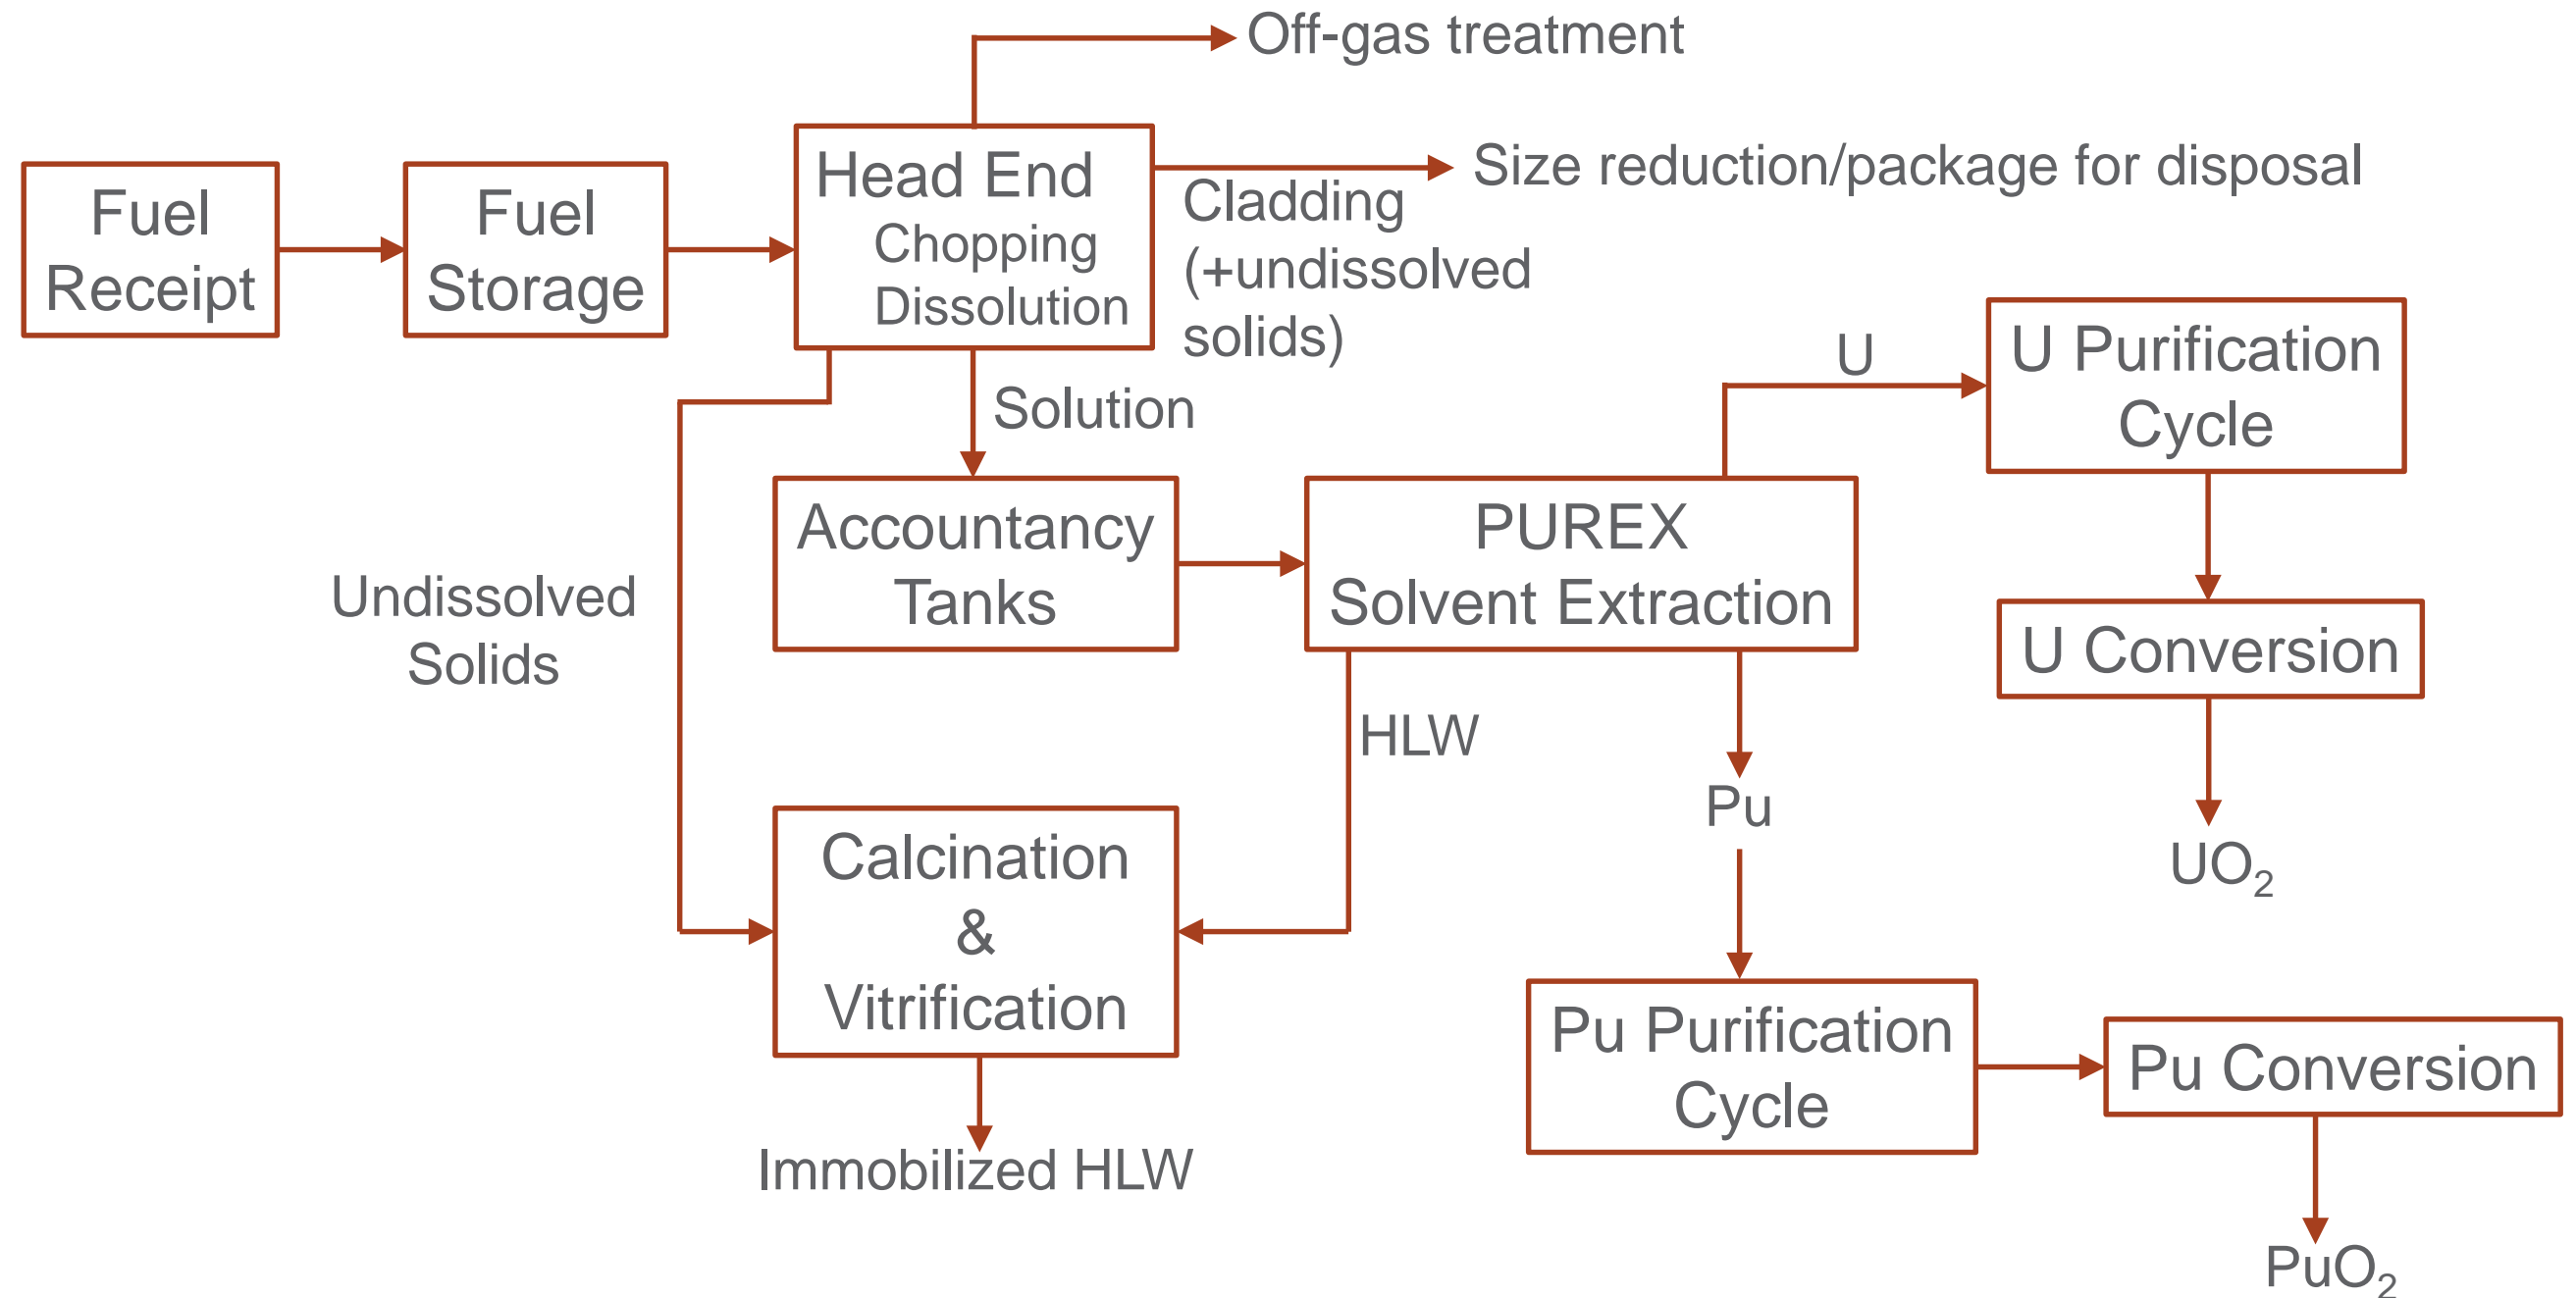 Off-gas treatment
Fuel
Receipt
Fuel
Storage
Head End
Chopping
Dissolution
Size reduction/package for disposal
Cladding
(+undissolved
solids)
Solution
U
U Purification
Cycle
Accountancy
Tanks
PUREX
Solvent Extraction
Undissolved
Solids
U Conversion
HLW
Pu
UO₂
Calcination
&
Vitrification
Pu Purification
Cycle
Pu Conversion
Immobilized HLW
PuO₂